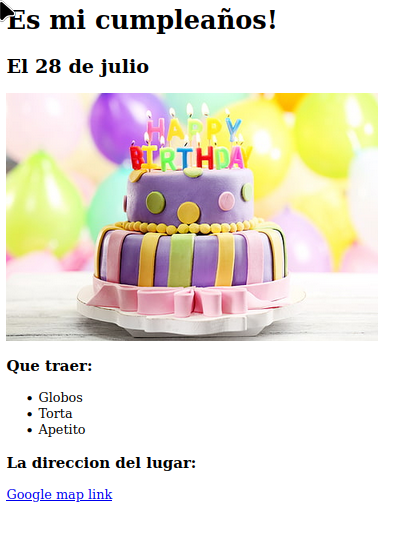 Es mi cumpleaños!
El 28 de julio
HAPPY
BIRTHDAY
Que traer:
Globos
Torta
Apetito
La direccion del lugar:
Google map link